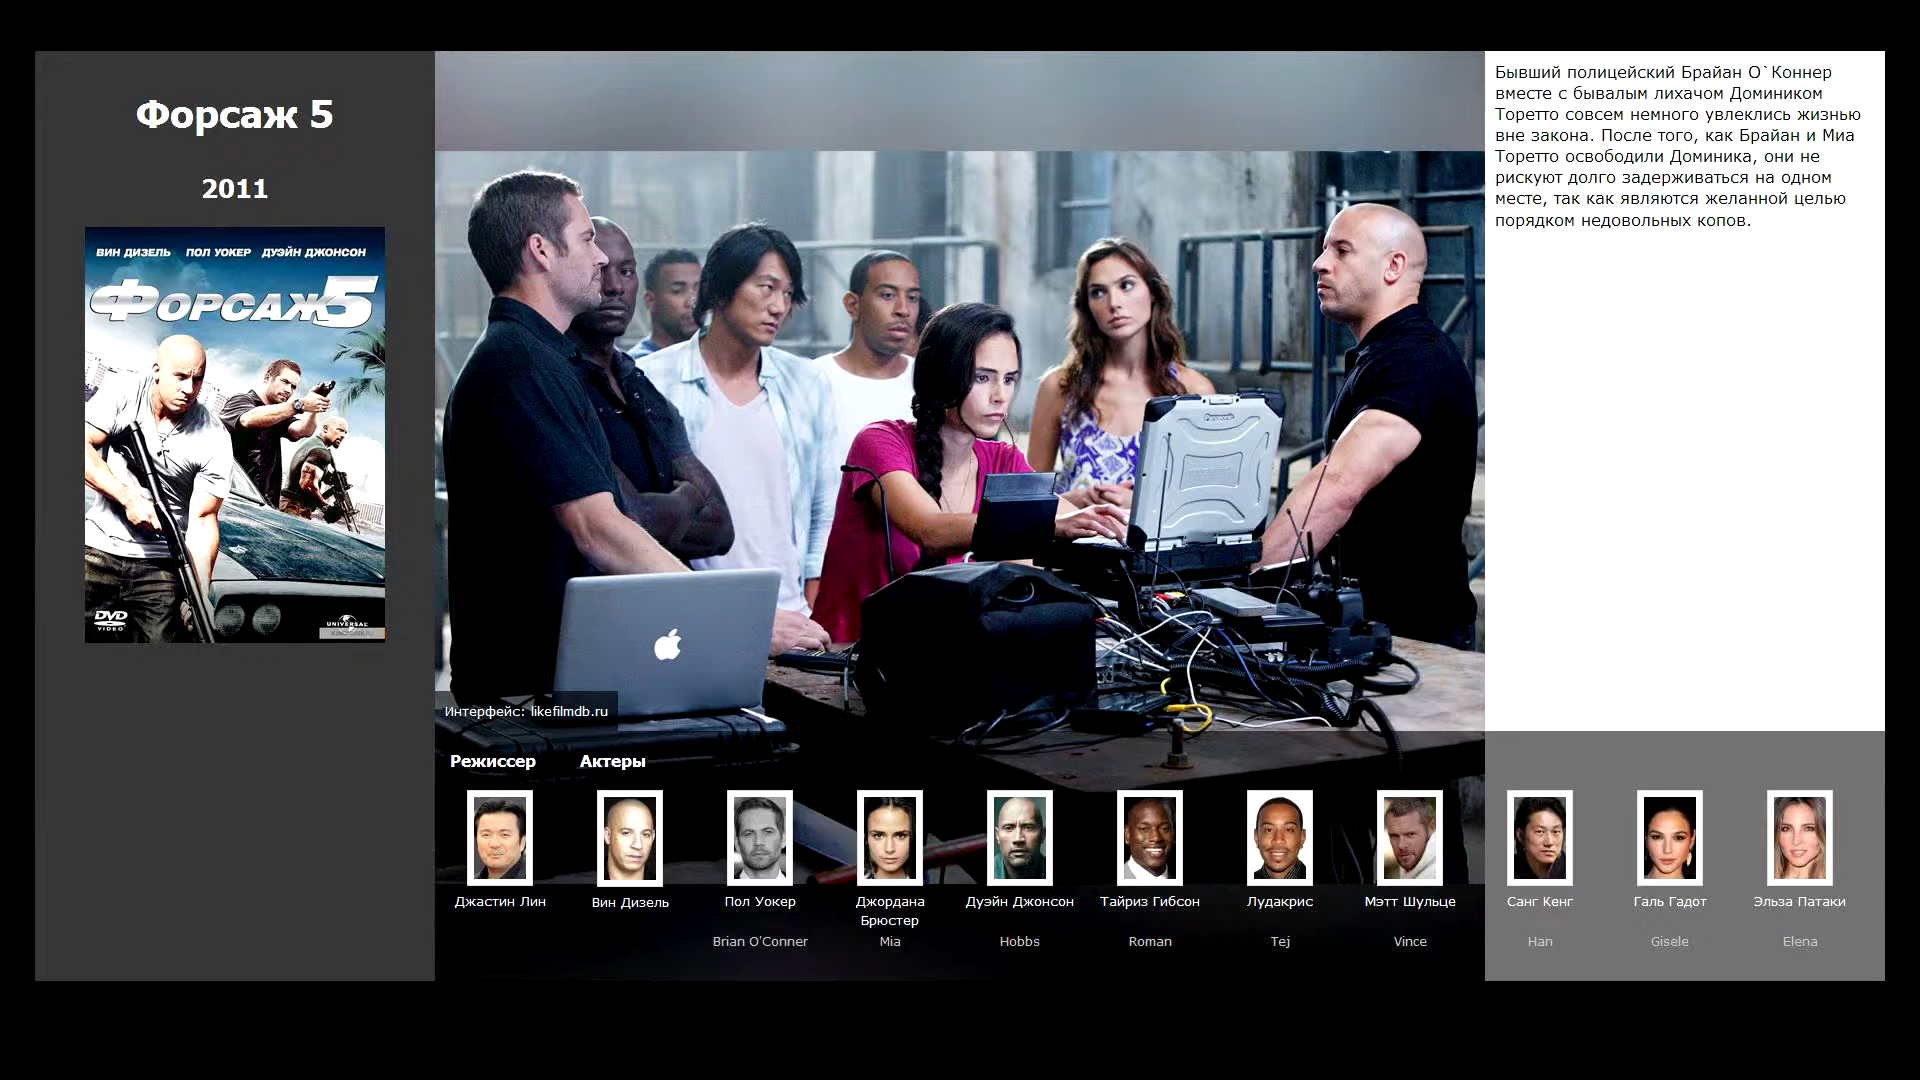 Форсаж 5
2011
ВИН ДИЗЕЛЬ ПОЛ УОКЕР ДУЭЙН ДЖОНСОН
ФОРСАЖ 5
DVD
VIDEO
UNIVERSAL
Panasonic
Интерфейс: likefilmdb.ru
Бывший полицейский Брайан О`Коннер
вместе с бывалым лихачом Домиником
Торетто совсем немного увлеклись жизнью
вне закона. После того, как Брайан и Миа
Торетто освободили Доминика, они не
рискуют долго задерживаться на одном
месте, так как являются желанной целью
порядком недовольных копов.
Режиссер Актеры
Джастин Лин
Вин Дизель
Пол Уокер
Brian O'Conner
Джордана
Брюстер
Mia
Дуэйн Джонсон
Hobbs
Тайриз Гибсон
Roman
Лудакрис
Tej
Мэтт Шульце
Vince
Санг Кенг
Han
Галь Гадот
Gisele
Эльза Патаки
Elena